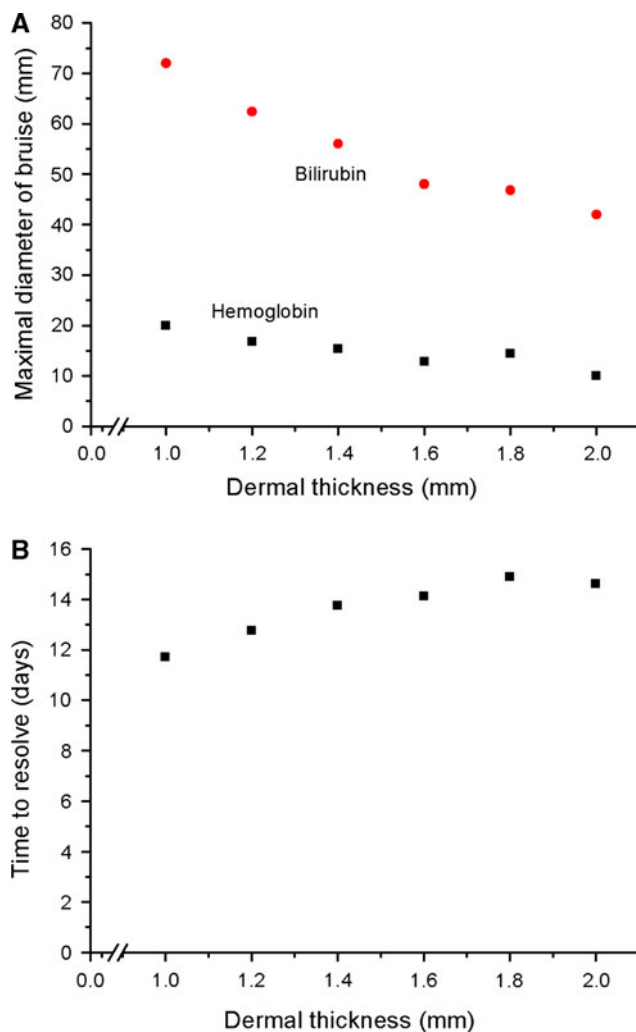 A
80
70
60
50
40
30
20
10
0
Maximal diameter of bruise (mm)
Bilirubin
Hemoglobin
0.0 1.0 1.2 1.4 1.6 1.8 2.0
Dermal thickness (mm)
B
16
14
12
10
8
6
4
2
0
Time to resolve (days)
0.0 1.0 1.2 1.4 1.6 1.8 2.0
Dermal thickness (mm)